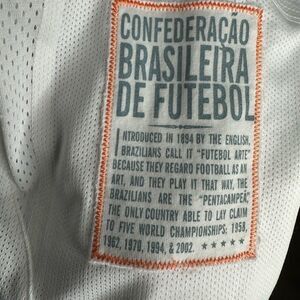 CONFEDERAÇÃO
BRASILEIRA
DE FUTEBOL
INTRODUCED IN 1894 BY THE ENGLISH,
BRAZILIANS CALL IT "FUTEBOL ARTE"
BECAUSE THEY REGARD FOOTBALL AS AN
ART, AND THEY PLAY IT THAT WAY. THE
BRAZILIANS ARE THE "PENTACAMPEA",
THE ONLY COUNTRY ABLE TO LAY CLAIM
TO FIVE WORLD CHAMPIONSHIPS: 1958,
1962, 1970, 1994, & 2002. ★★★★★